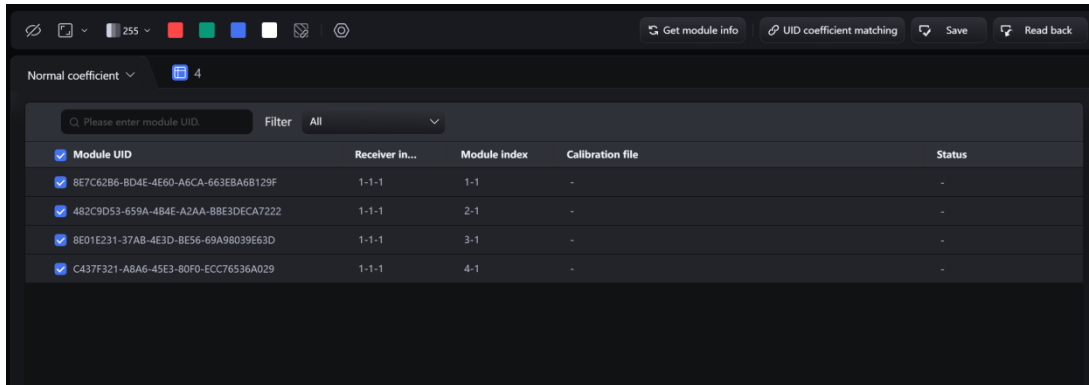 255 Get module info UID coefficient matching Save Read back
Normal coefficient 4
Please enter module UID. Filter All
Module UID Receiver in... Module index Calibration file Status
8E7C62B6-BD4E-4E60-A6CA-663EBA6B129F 1-1-1 1-1 - -
482C9D53-659A-4B4E-A2AA-BBE3DECA7222 1-1-1 2-1 - -
8E01E231-37AB-4E3D-BE56-69A98039E63D 1-1-1 3-1 - -
C437F321-A8A6-45E3-80F0-ECC76536A029 1-1-1 4-1 - -